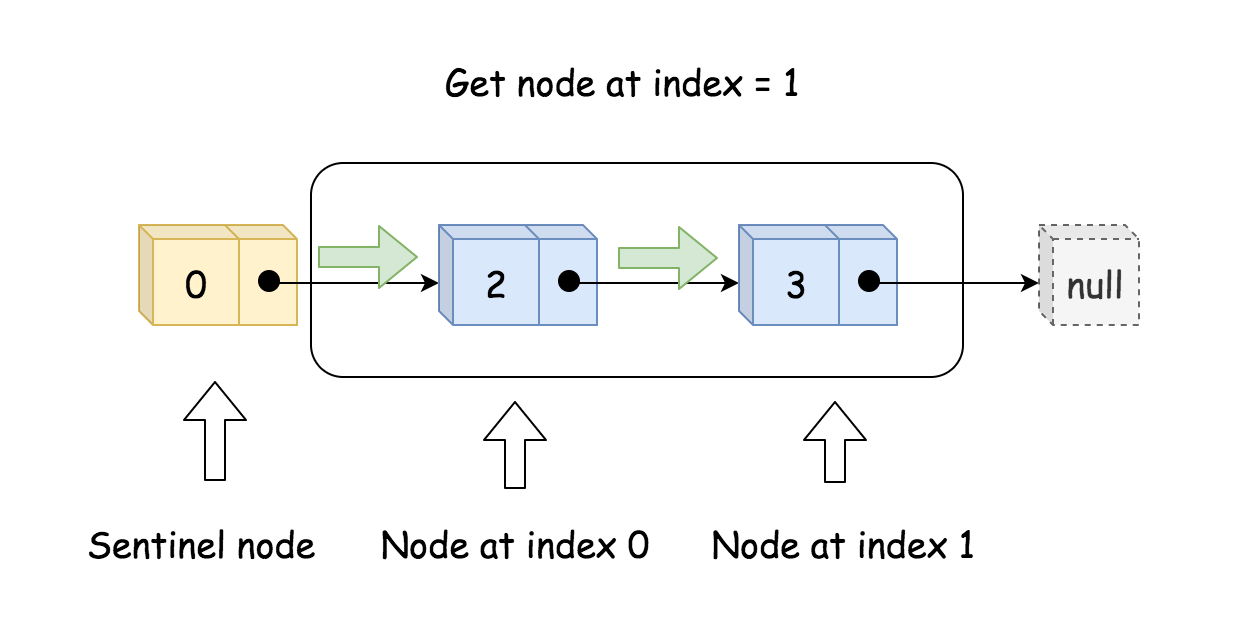 Get node at index = 1
0
2
3
null
Sentinel node
Node at index 0
Node at index 1